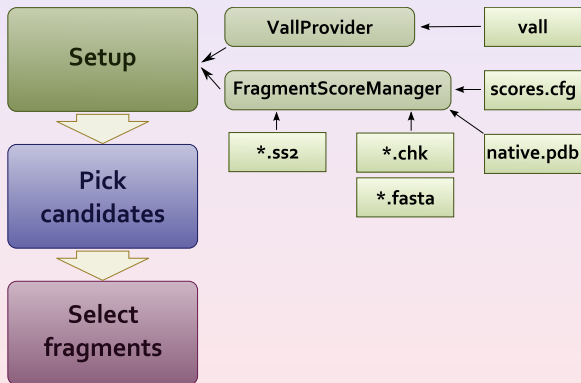 Setup
VallProvider
vall
FragmentScoreManager
scores.cfg
*.ss2
*.chk
native.pdb
*.fasta
Pick
candidates
Select
fragments